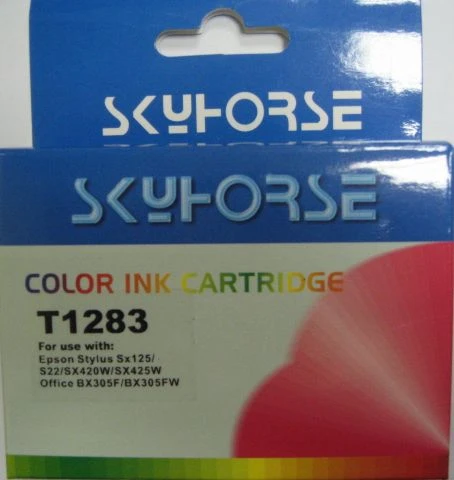 SKYHORSE
SKYHORSE
COLOR INK CARTRIDGE
T1283
For use with:
Epson Stylus Sx125/
S22/SX420W/SX425W
Office BX305F/BX305FW